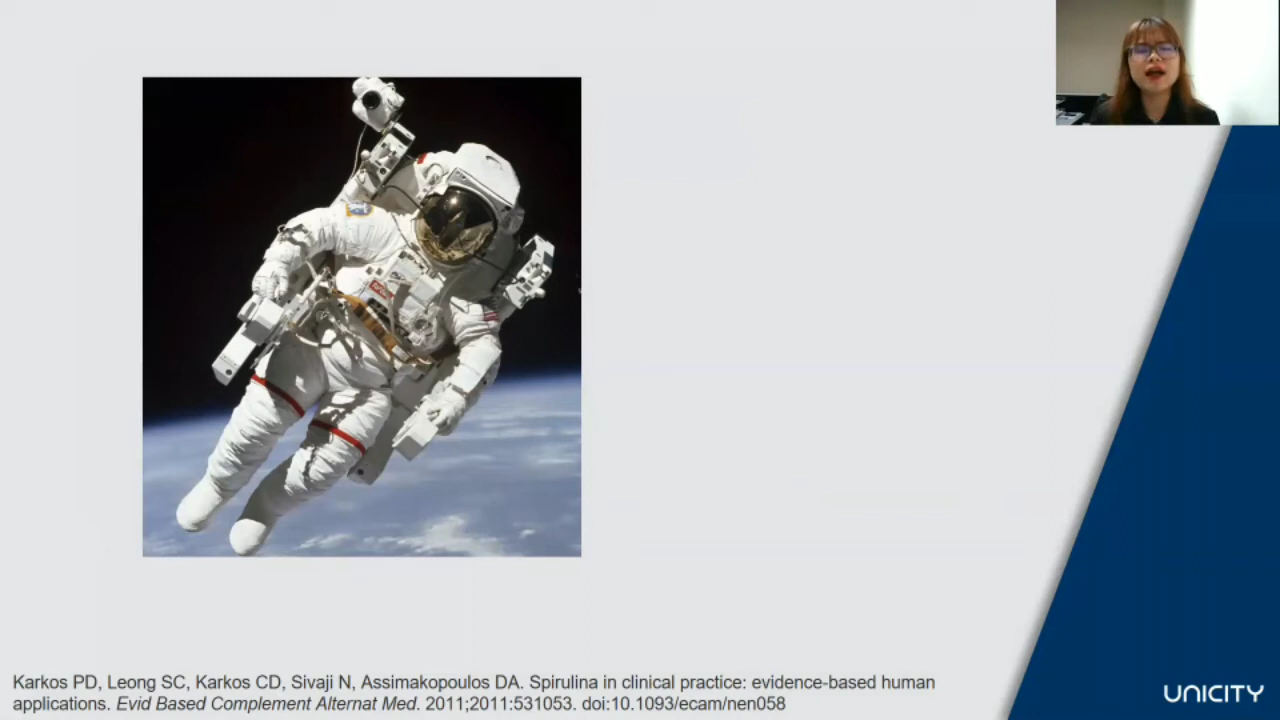 Karkos PD, Leong SC, Karkos CD, Sivaji N, Assimakopoulos DA. Spirulina in clinical practice: evidence-based human
applications. Evid Based Complement Alternat Med. 2011;2011:531053. doi:10.1093/ecam/nen058
UNICITY